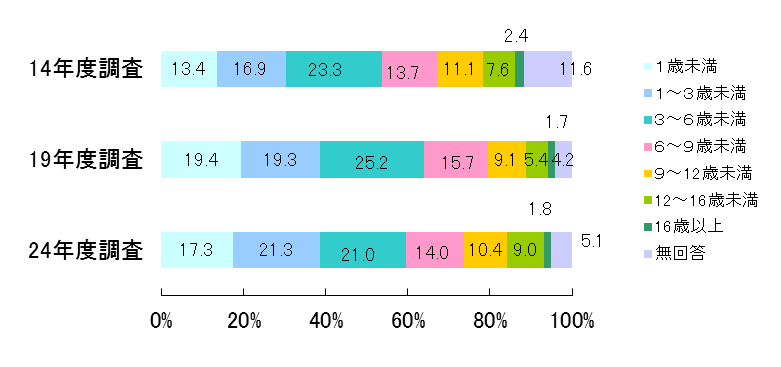 2.4
14年度調査 13.4 16.9 23.3 13.7 11.1 7.6 11.6
1.7
19年度調査 19.4 19.3 25.2 15.7 9.1 5.4 4.2
1.8
24年度調査 17.3 21.3 21.0 14.0 10.4 9.0 5.1
0% 20% 40% 60% 80% 100%
1歳未満
1～3歳未満
3～6歳未満
6～9歳未満
9～12歳未満
12～16歳未満
16歳以上
無回答